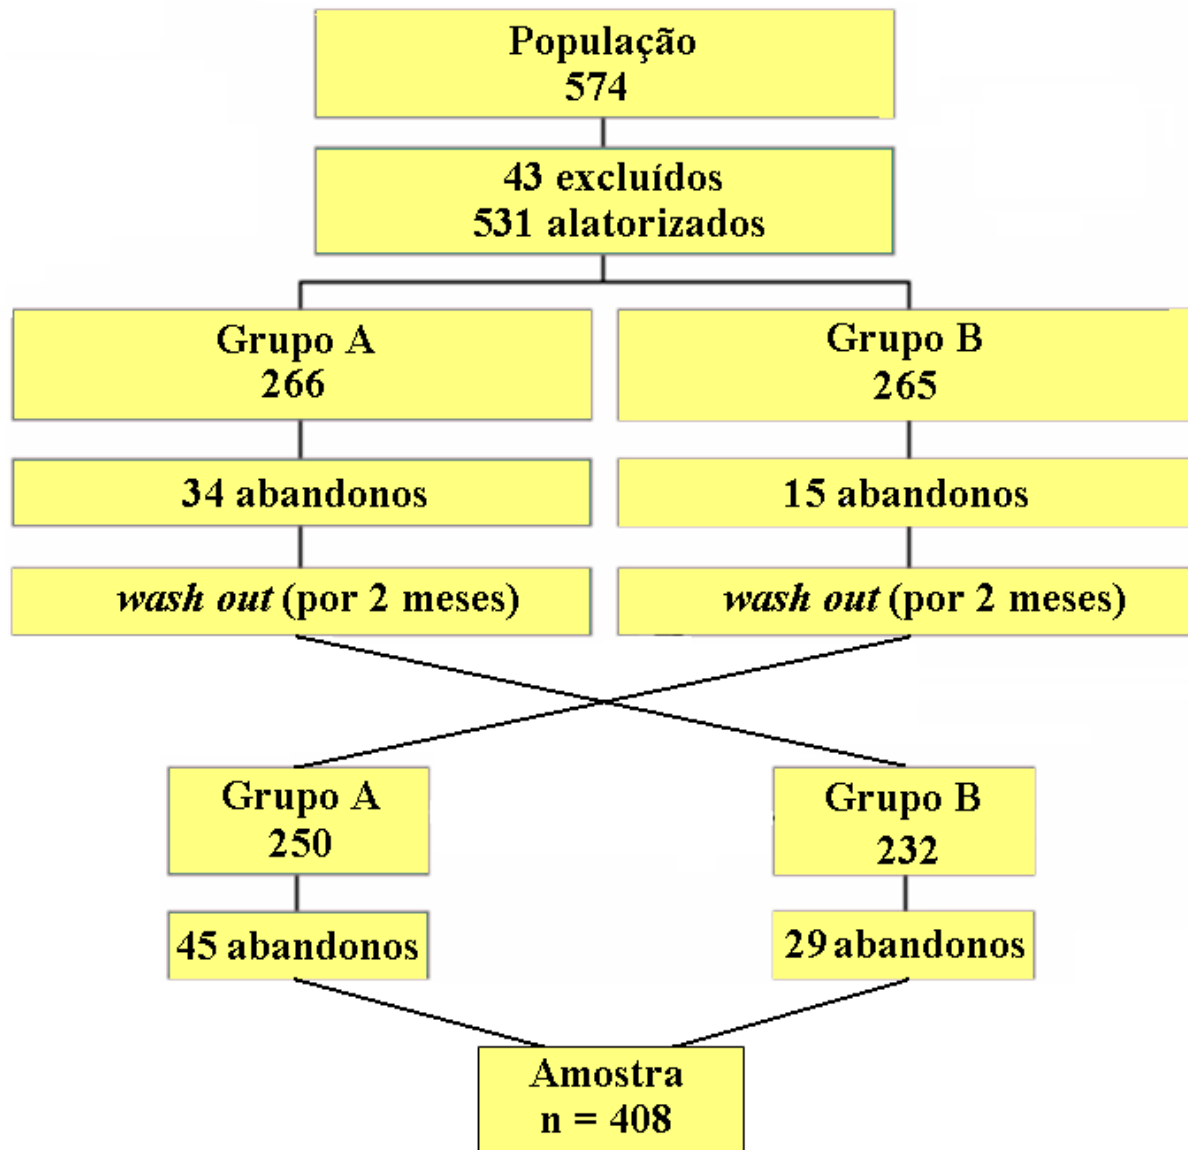 População
574
43 excluídos
531 alatorizados
Grupo A
266
Grupo B
265
34 abandonos
15 abandonos
wash out (por 2 meses)
wash out (por 2 meses)
Grupo A
250
Grupo B
232
45 abandonos
29 abandonos
Amostra
n = 408